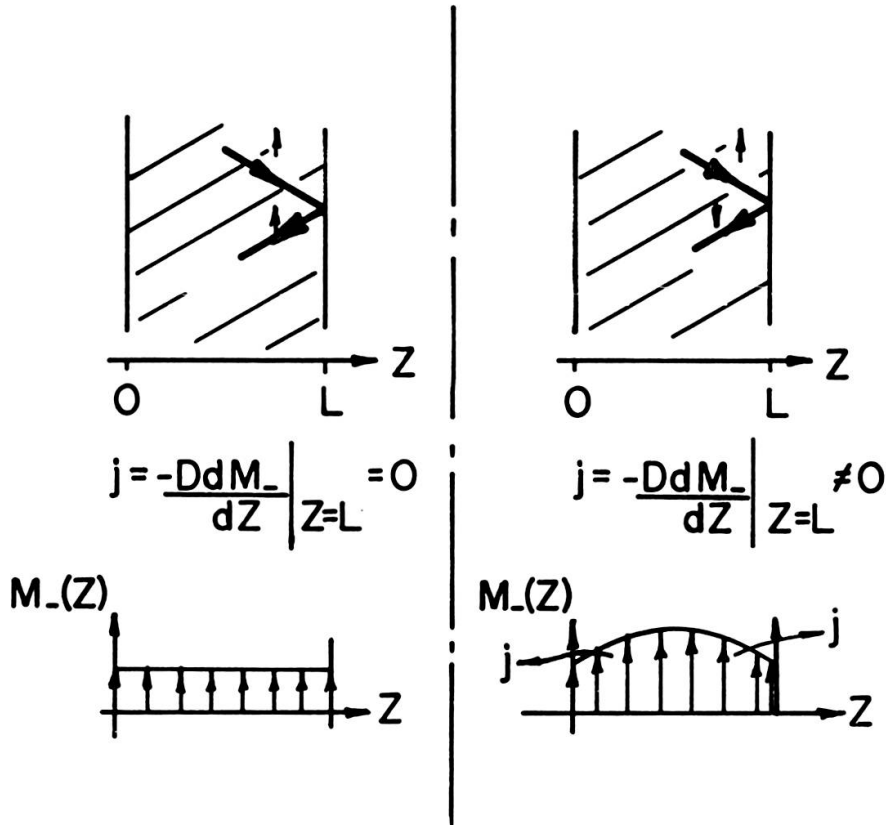 Z
O L
j = -DdM_/dZ |Z=L = O
M_(Z)
Z
Z
O L
j = -DdM_/dZ |Z=L ≠ O
M_(Z)
j j
Z